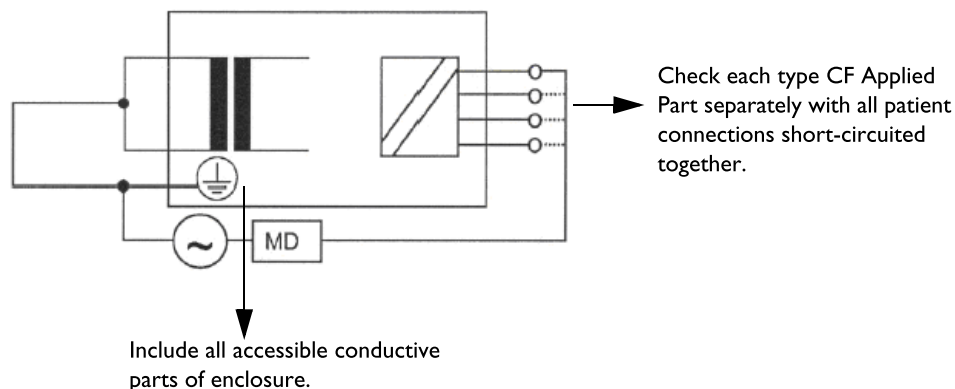 Check each type CF Applied
Part separately with all patient
connections short-circuited
together.
~
MD
Include all accessible conductive
parts of enclosure.